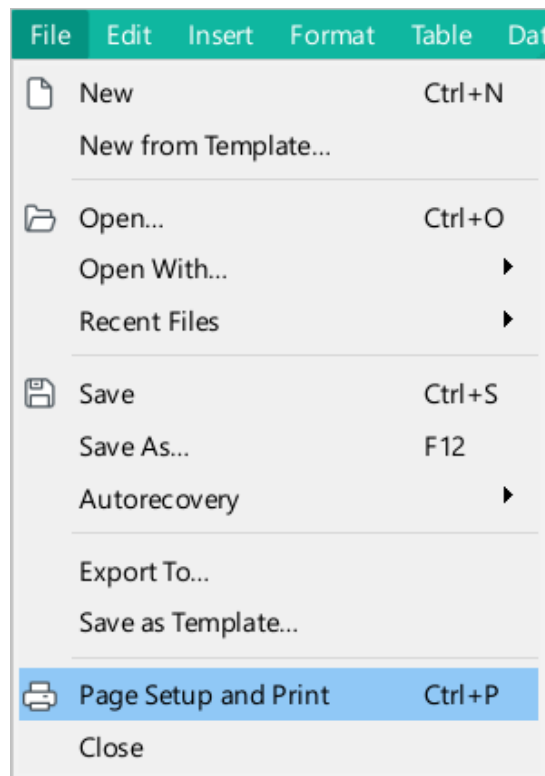 File Edit Insert Format Table Dat
New Ctrl+N
New from Template...
Open... Ctrl+O
Open With...
Recent Files
Save Ctrl+S
Save As... F12
Autorecovery
Export To...
Save as Template...
Page Setup and Print Ctrl+P
Close